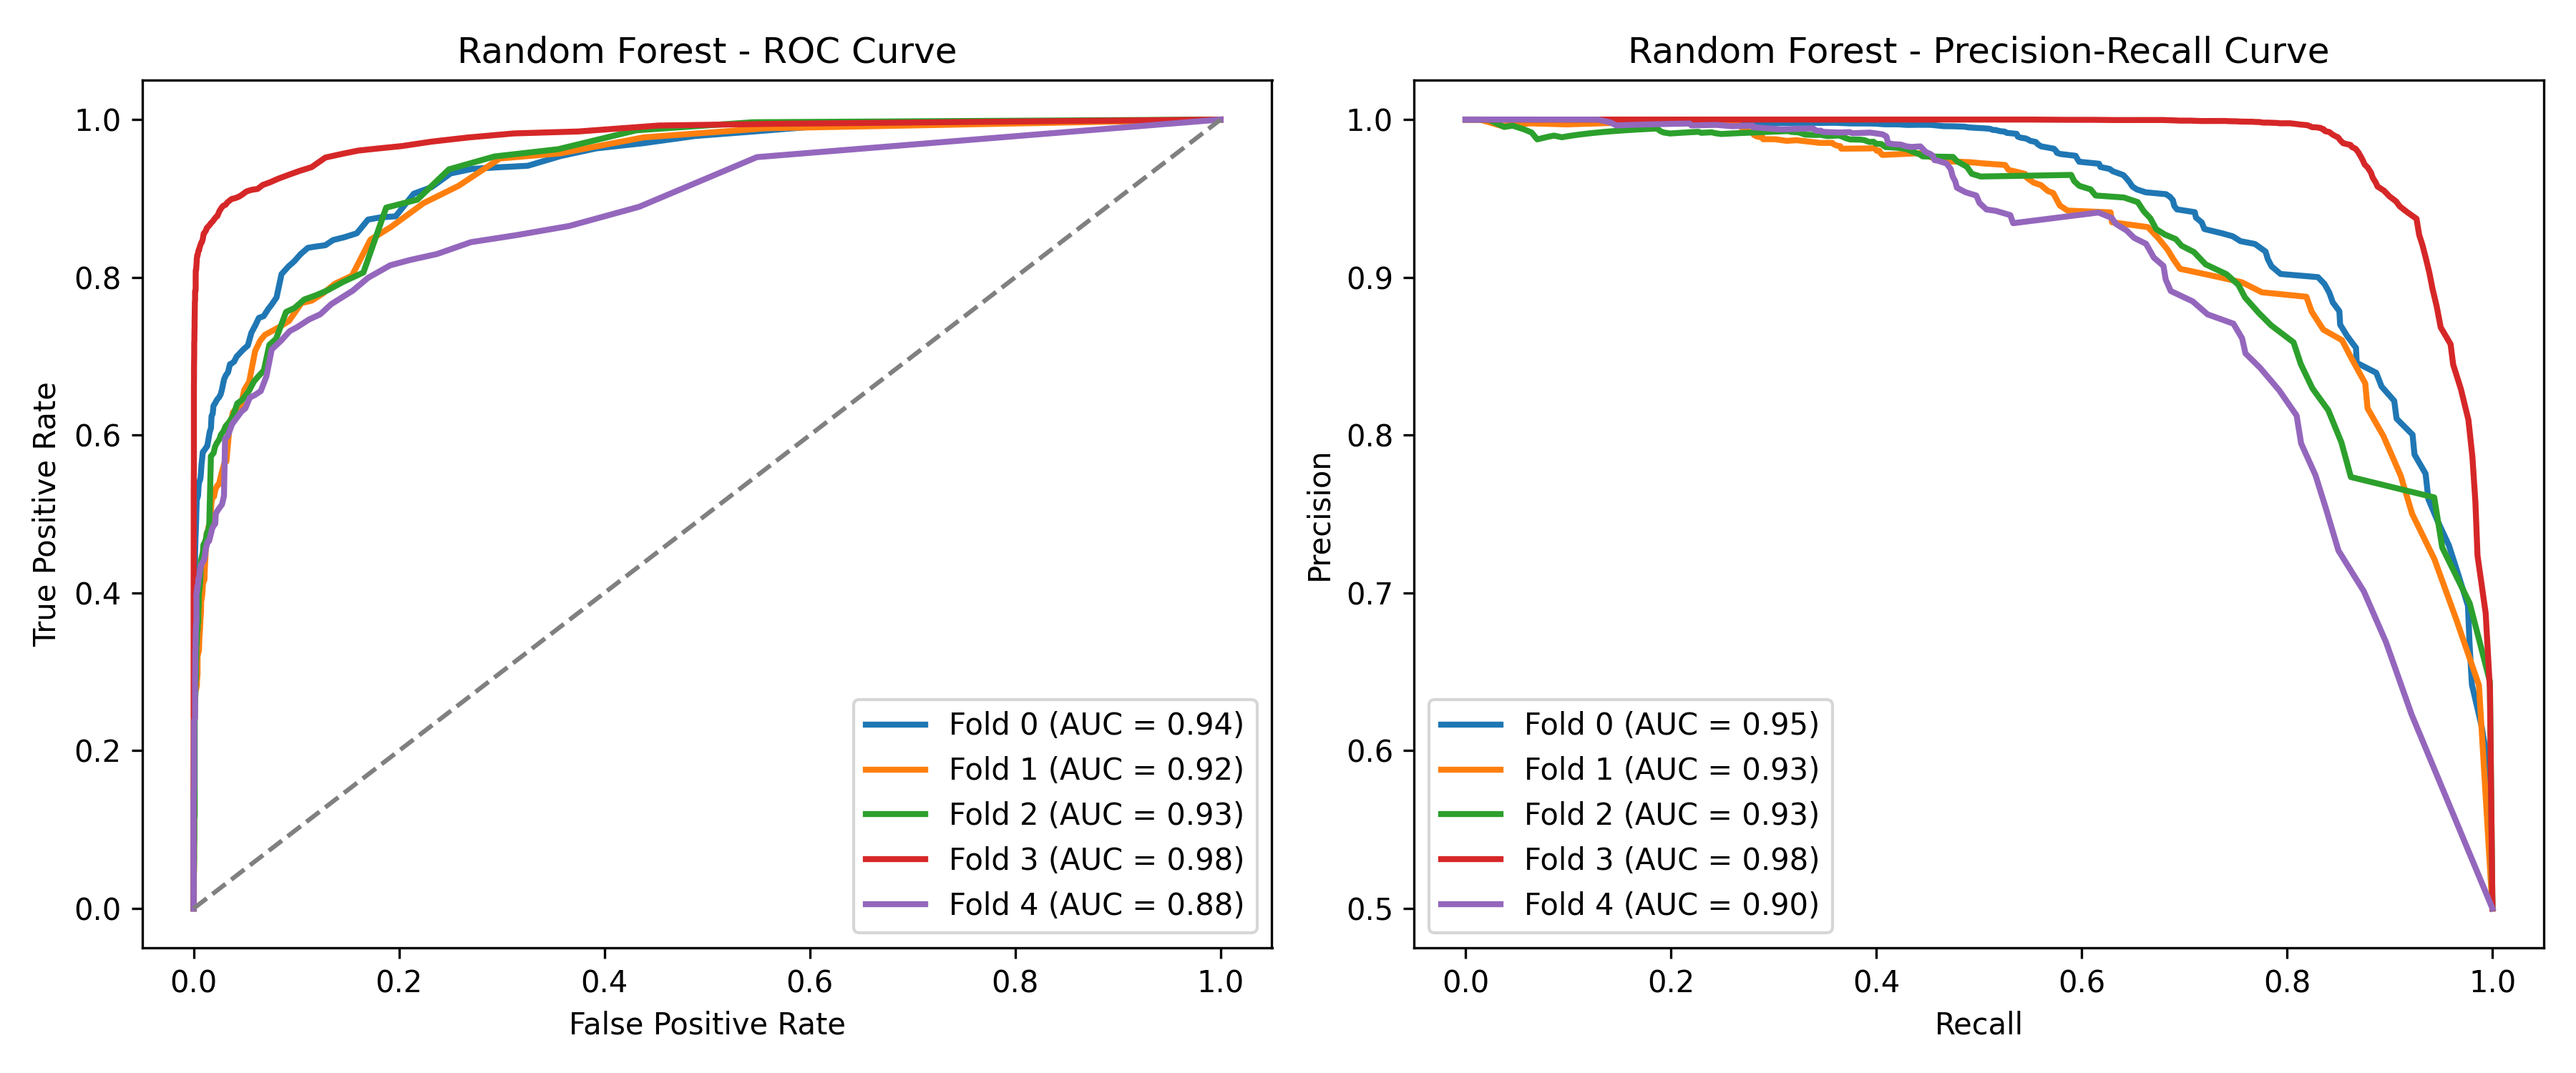 Random Forest - ROC Curve
True Positive Rate
1.0
0.8
0.6
0.4
0.2
0.0
0.0 0.2 0.4 0.6 0.8 1.0
False Positive Rate
Fold 0 (AUC = 0.94)
Fold 1 (AUC = 0.92)
Fold 2 (AUC = 0.93)
Fold 3 (AUC = 0.98)
Fold 4 (AUC = 0.88)
Random Forest - Precision-Recall Curve
Precision
1.0
0.9
0.8
0.7
0.6
0.5
0.0 0.2 0.4 0.6 0.8 1.0
Recall
Fold 0 (AUC = 0.95)
Fold 1 (AUC = 0.93)
Fold 2 (AUC = 0.93)
Fold 3 (AUC = 0.98)
Fold 4 (AUC = 0.90)